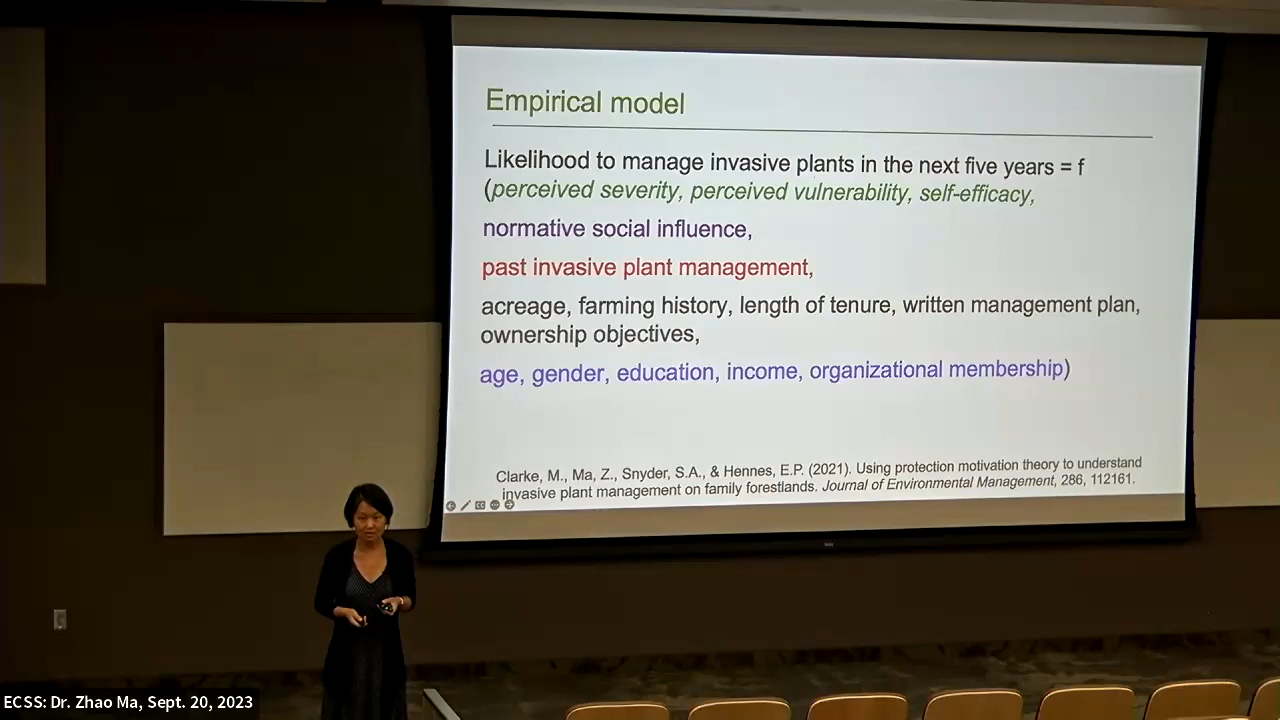 Empirical model
Likelihood to manage invasive plants in the next five years = f
(perceived severity, perceived vulnerability, self-efficacy,
normative social influence,
past invasive plant management,
acreage, farming history, length of tenure, written management plan,
ownership objectives,
age, gender, education, income, organizational membership)
Clarke, M., Ma, Z., Snyder, S.A., & Hennes, E.P. (2021). Using protection motivation theory to understand
invasive plant management on family forestlands. Journal of Environmental Management, 286, 112161.
ECSS: Dr. Zhao Ma, Sept. 20, 2023